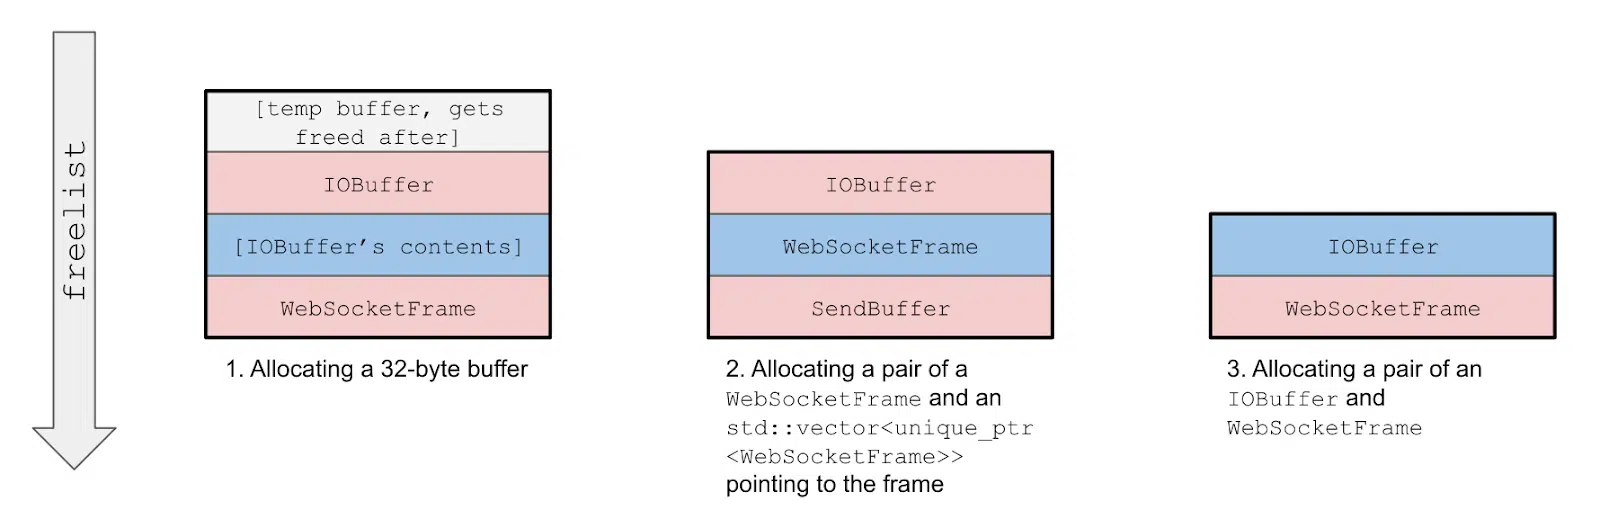 freelist
[temp buffer, gets
freed after]
IOBuffer
[IOBuffer’s contents]
WebSocketFrame
1. Allocating a 32-byte buffer
IOBuffer
WebSocketFrame
SendBuffer
2. Allocating a pair of a
WebSocketFrame and an
std::vector<unique_ptr
<WebSocketFrame>>
pointing to the frame
IOBuffer
WebSocketFrame
3. Allocating a pair of an
IOBuffer and
WebSocketFrame